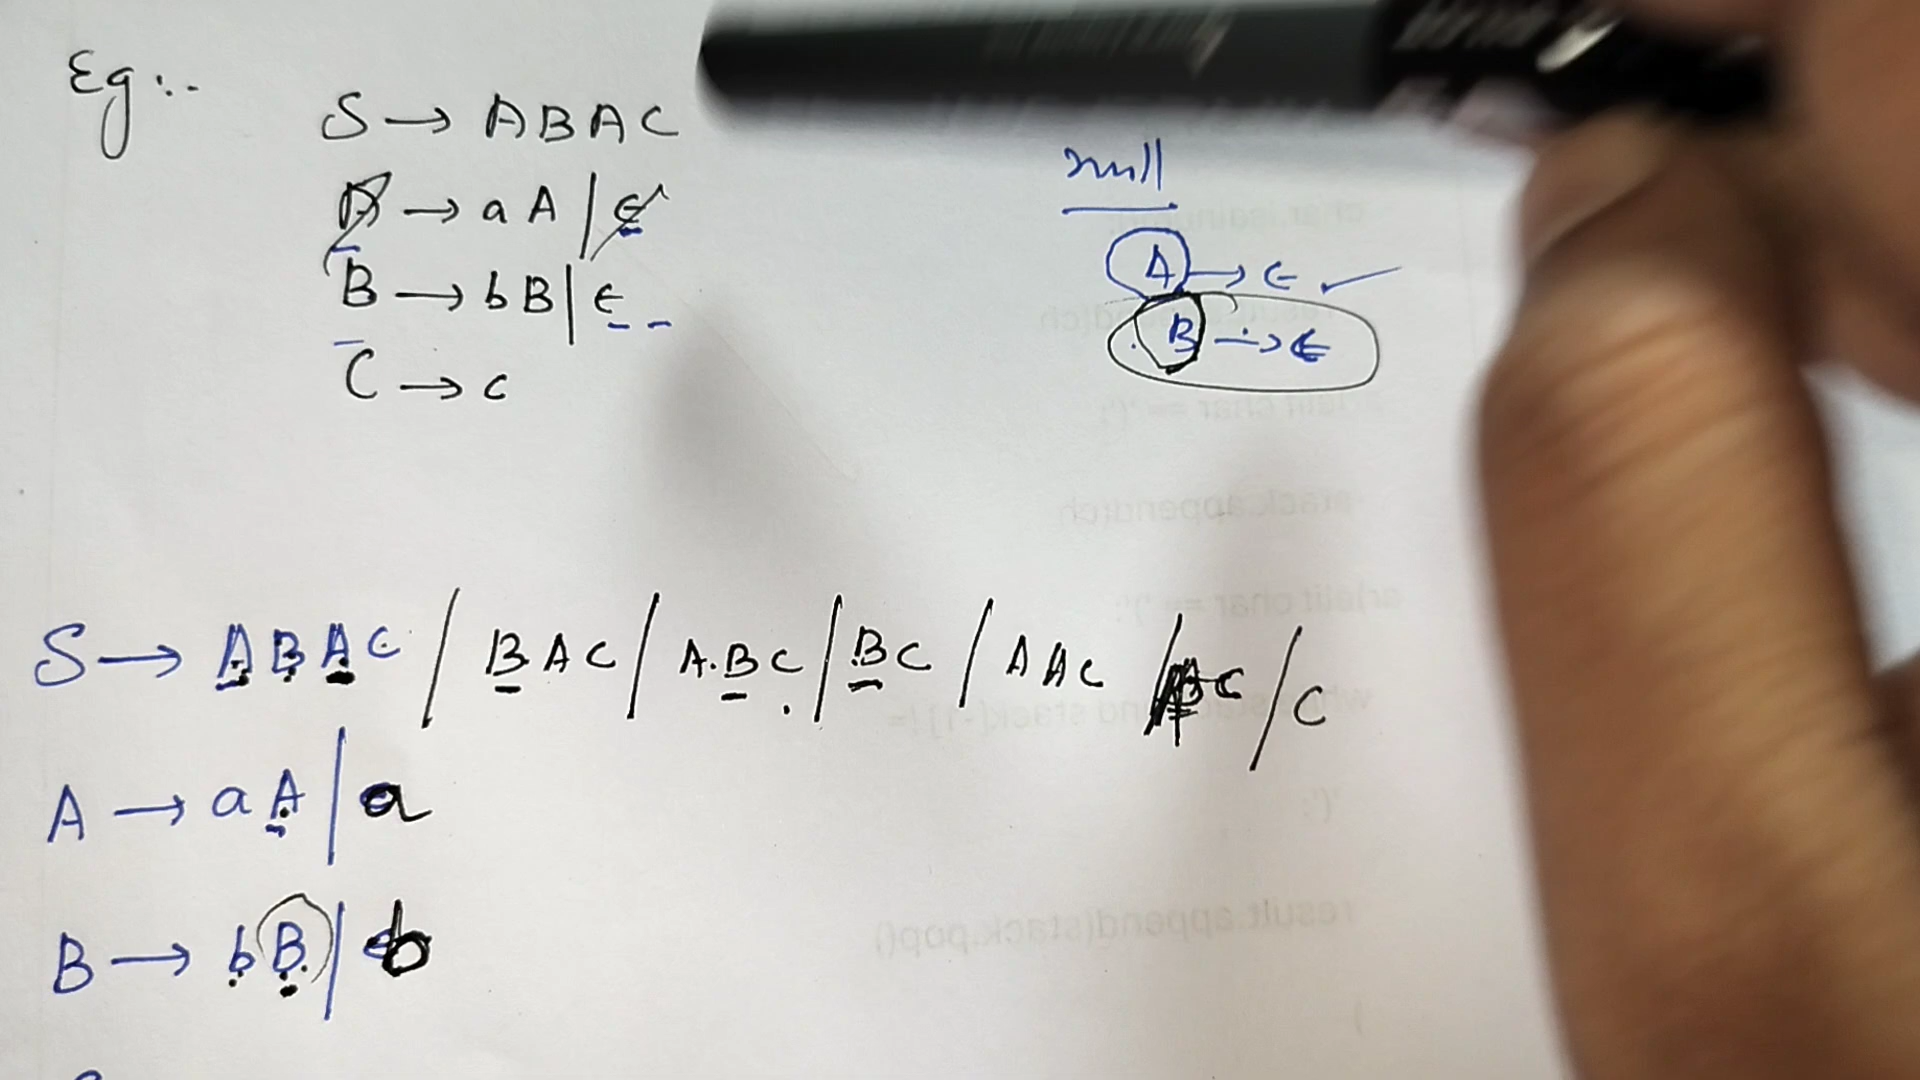 Eg:-
S → ABAC
A → aA | ϵ
B → bB | ϵ
C → c
null
A → ϵ ✓
B → ϵ
S → ABAC / BAC / ABC / BC / AAC / AC / C
A → aA | a
B → bB | b